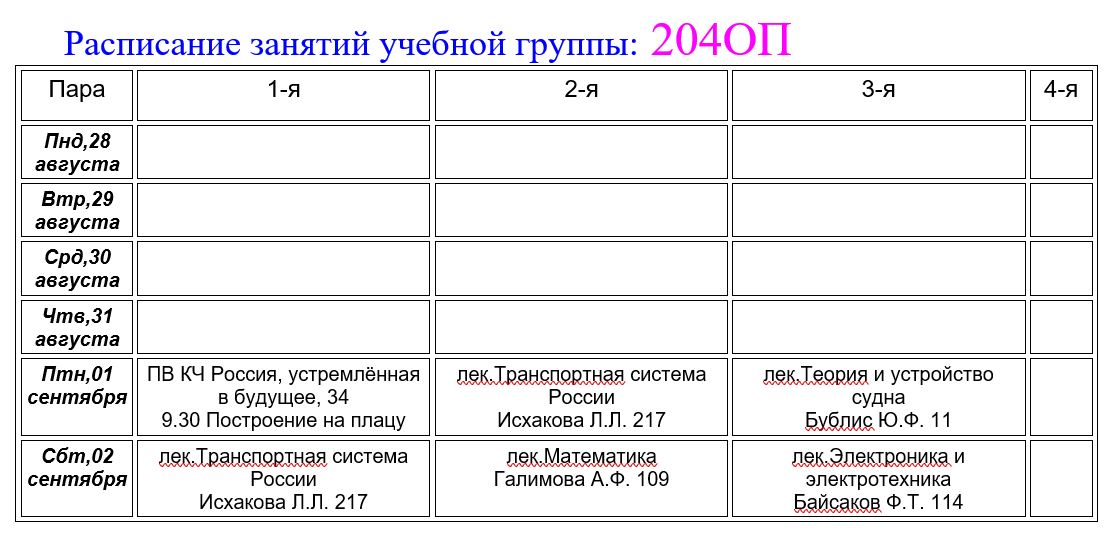 Расписание занятий учебной группы: 204ОП
Пара 1-я 2-я 3-я 4-я
Пнд,28
августа
Втр,29
августа
Срд,30
августа
Чтв,31
августа
Птн,01
сентября
ПВ КЧ Россия, устремлённая
в будущее, 34
9.30 Построение на плацу
лек.Транспортная система
России
Исхакова Л.Л. 217
лек.Теория и устройство
судна
Бублис Ю.Ф. 11
Сбт,02
сентября
лек.Транспортная система
России
Исхакова Л.Л. 217
лек.Математика
Галимова А.Ф. 109
лек.Электроника и
электротехника
Байсаков Ф.Т. 114